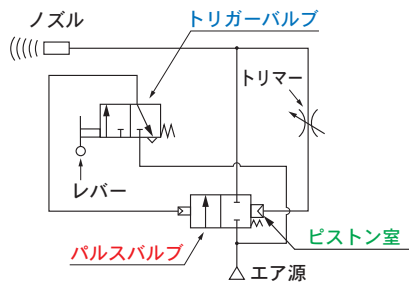 ノズル
トリガーバルブ
トリマー
レバー
ピストン室
パルスバルブ
エア源